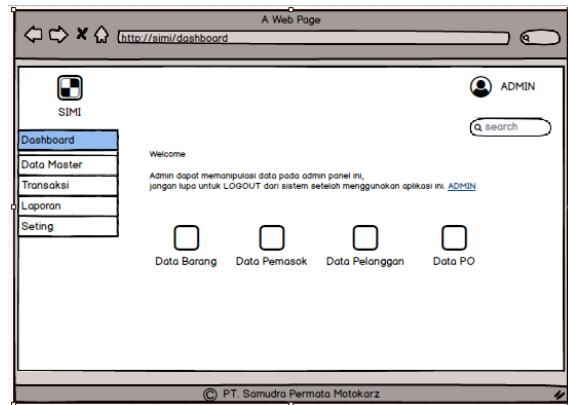 A Web Page
http://simi/dashboard
SIMI
ADMIN
search
Dashboard
Data Master
Transaksi
Laporan
Seting
Welcome
Admin dapat memanipulasi data pada admin panel ini,
jangan lupa untuk LOGOUT dari sistem setelah menggunakan aplikasi ini. ADMIN
Data Barang Data Pemasok Data Pelanggan Data PO
© PT. Samudra Permata Motokarz